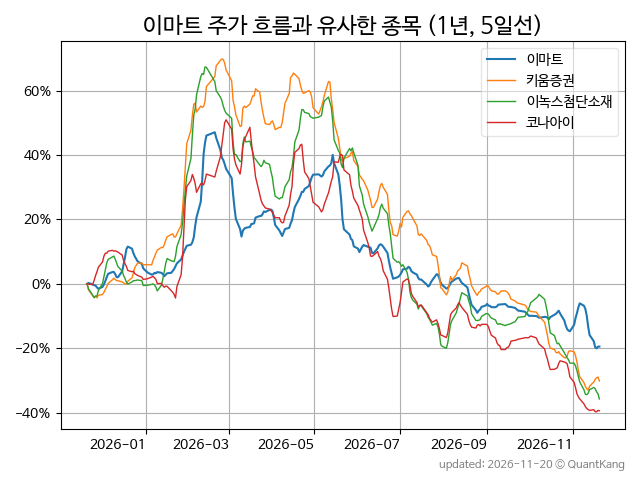 이마트 주가 흐름과 유사한 종목 (1년, 5일선)
이마트
키움증권
이녹스첨단소재
코나아이
60%
40%
20%
0%
−20%
−40%
2026-01
2026-03
2026-05
2026-07
2026-09
2026-11
updated: 2026-11-20 © QuantKang